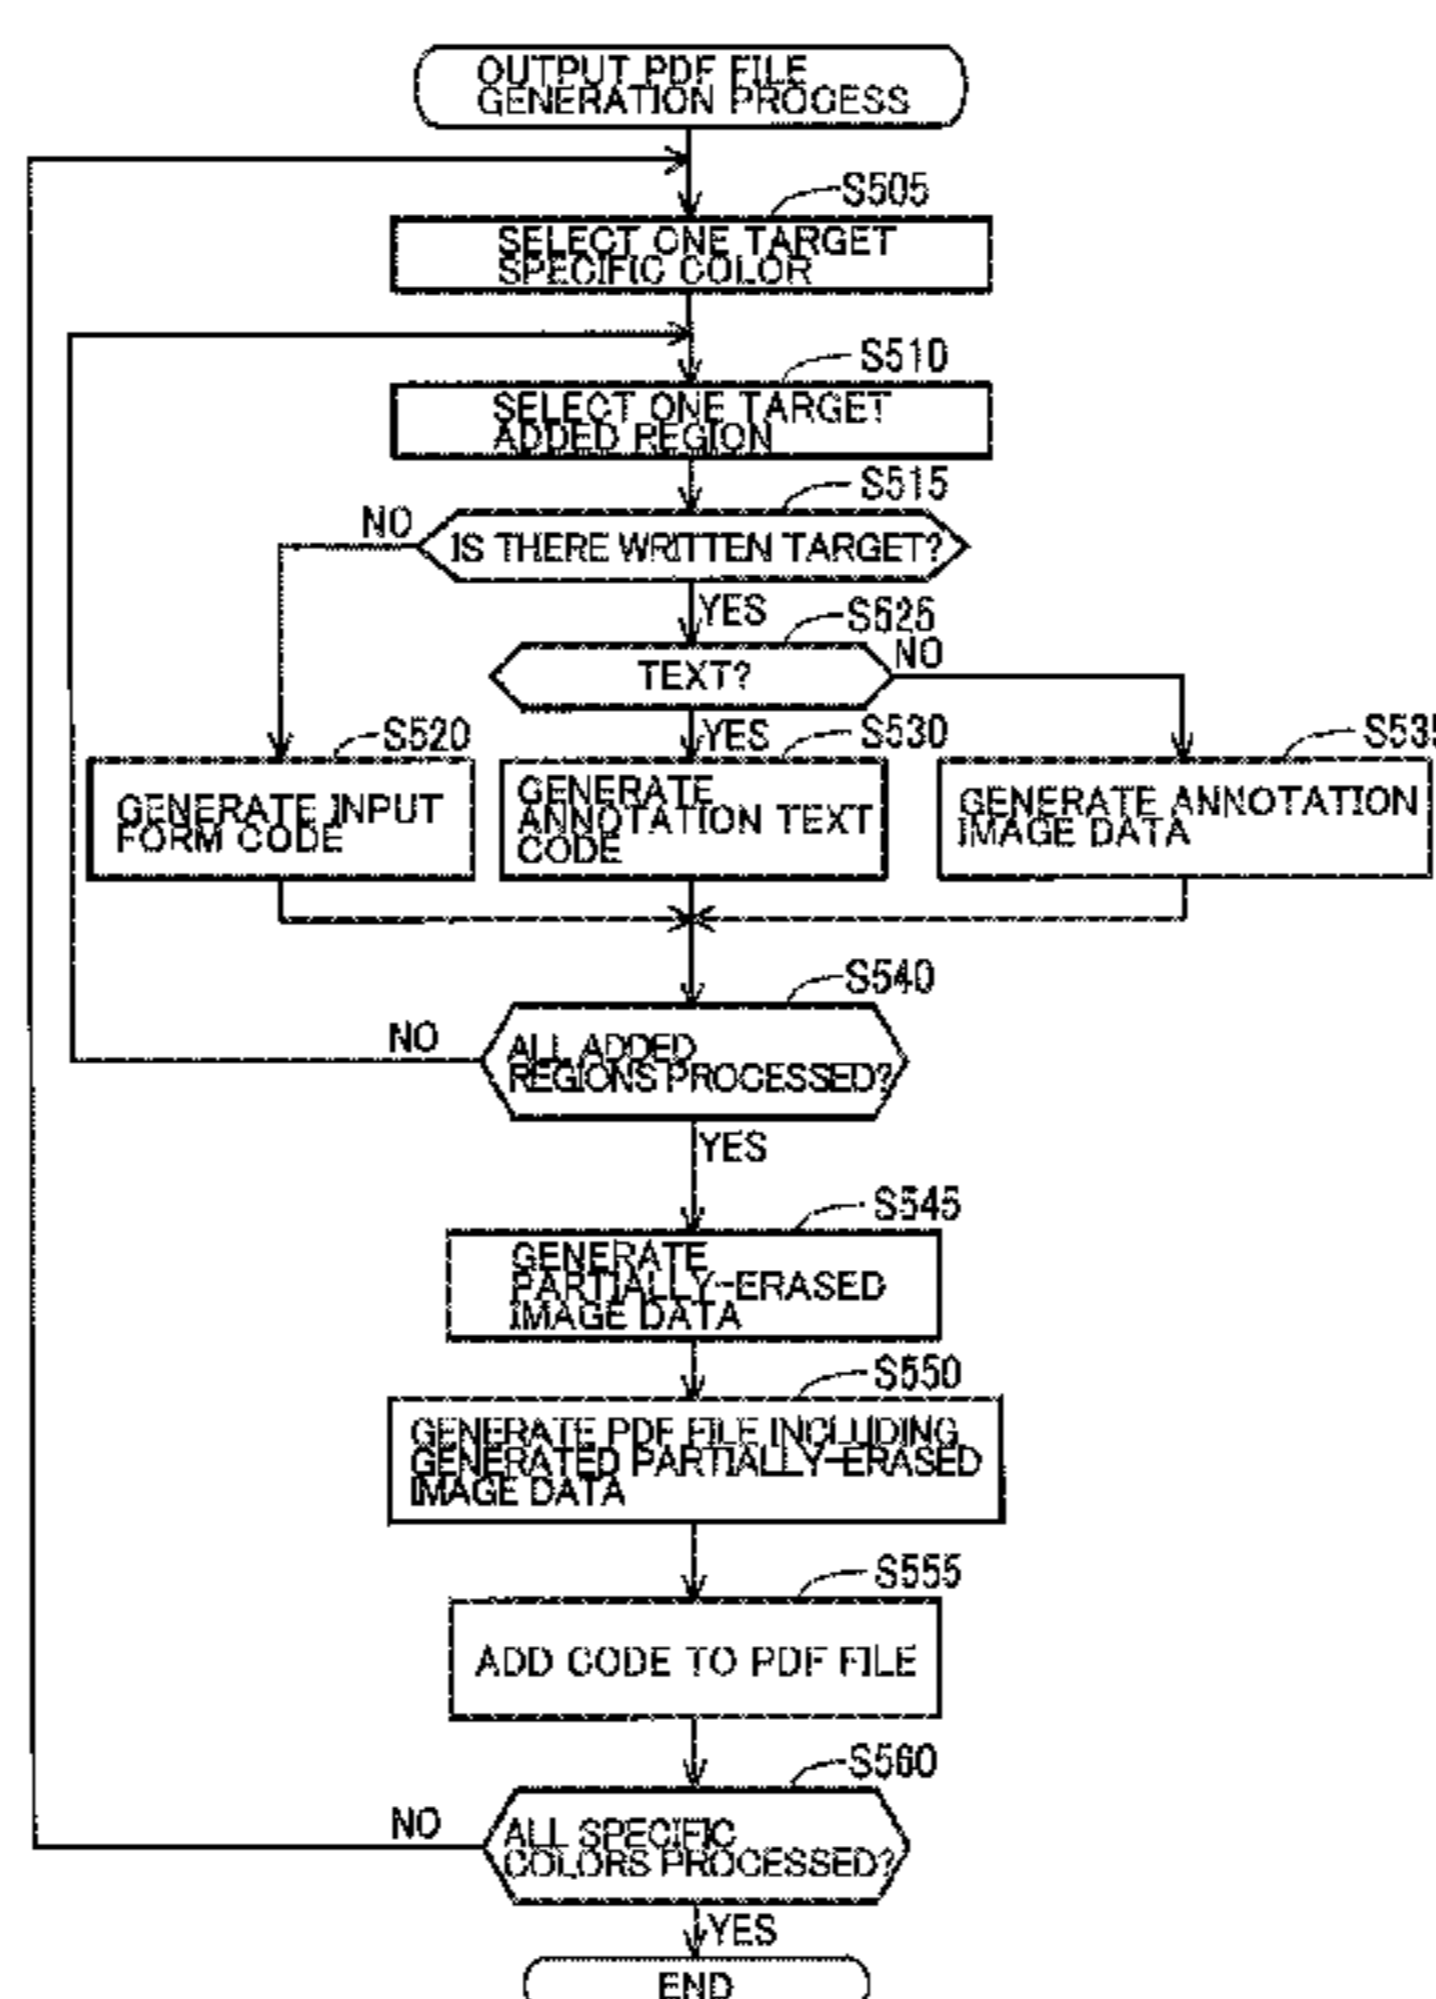 OUTPUT PDF FILE
GENERATION PROCESS
S505
SELECT ONE TARGET
SPECIFIC COLOR
S510
SELECT ONE TARGET
ADDED REGION
S515
NO
IS THERE WRITTEN TARGET?
YES
S525
NO
TEXT?
YES
S520
S530
S535
GENERATE INPUT
FORM CODE
GENERATE
ANNOTATION TEXT
CODE
GENERATE ANNOTATION
IMAGE DATA
S540
NO
ALL ADDED
REGIONS PROCESSED?
YES
S545
GENERATE
PARTIALLY-ERASED
IMAGE DATA
S550
GENERATE PDF FILE INCLUDING
GENERATED PARTIALLY-ERASED
IMAGE DATA
S555
ADD CODE TO PDF FILE
S560
NO
ALL SPECIFIC
COLORS PROCESSED?
YES
END